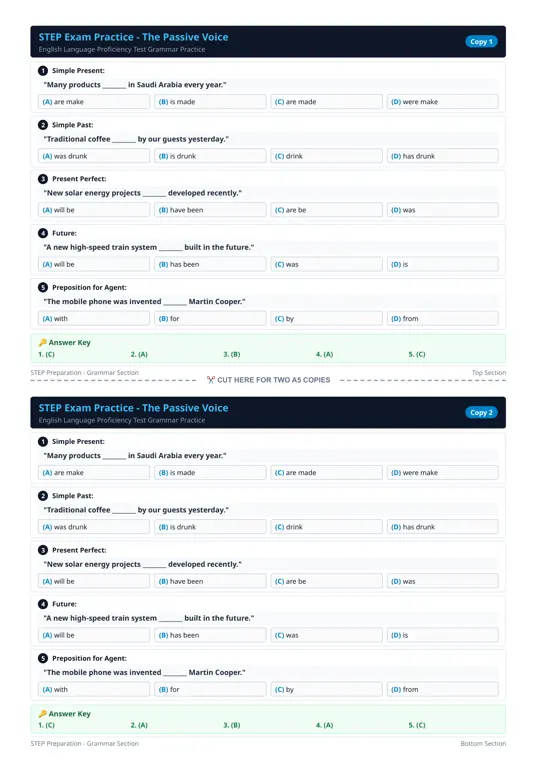 STEP Exam Practice - The Passive Voice
English Language Proficiency Test Grammar Practice
Copy 1
1 Simple Present:
"Many products _______ in Saudi Arabia every year."
(A) are make (B) is made (C) are made (D) were make
2 Simple Past:
"Traditional coffee _______ by our guests yesterday."
(A) was drunk (B) is drunk (C) drink (D) has drunk
3 Present Perfect:
"New solar energy projects _______ developed recently."
(A) will be (B) have been (C) are be (D) was
4 Future:
"A new high-speed train system _______ built in the future."
(A) will be (B) has been (C) was (D) is
5 Preposition for Agent:
"The mobile phone was invented _______ Martin Cooper."
(A) with (B) for (C) by (D) from
🔑 Answer Key
1. (C) 2. (A) 3. (B) 4. (A) 5. (C)
STEP Preparation - Grammar Section Top Section
✂ CUT HERE FOR TWO A5 COPIES
STEP Exam Practice - The Passive Voice
English Language Proficiency Test Grammar Practice
Copy 2
1 Simple Present:
"Many products _______ in Saudi Arabia every year."
(A) are make (B) is made (C) are made (D) were make
2 Simple Past:
"Traditional coffee _______ by our guests yesterday."
(A) was drunk (B) is drunk (C) drink (D) has drunk
3 Present Perfect:
"New solar energy projects _______ developed recently."
(A) will be (B) have been (C) are be (D) was
4 Future:
"A new high-speed train system _______ built in the future."
(A) will be (B) has been (C) was (D) is
5 Preposition for Agent:
"The mobile phone was invented _______ Martin Cooper."
(A) with (B) for (C) by (D) from
🔑 Answer Key
1. (C) 2. (A) 3. (B) 4. (A) 5. (C)
STEP Preparation - Grammar Section Bottom Section